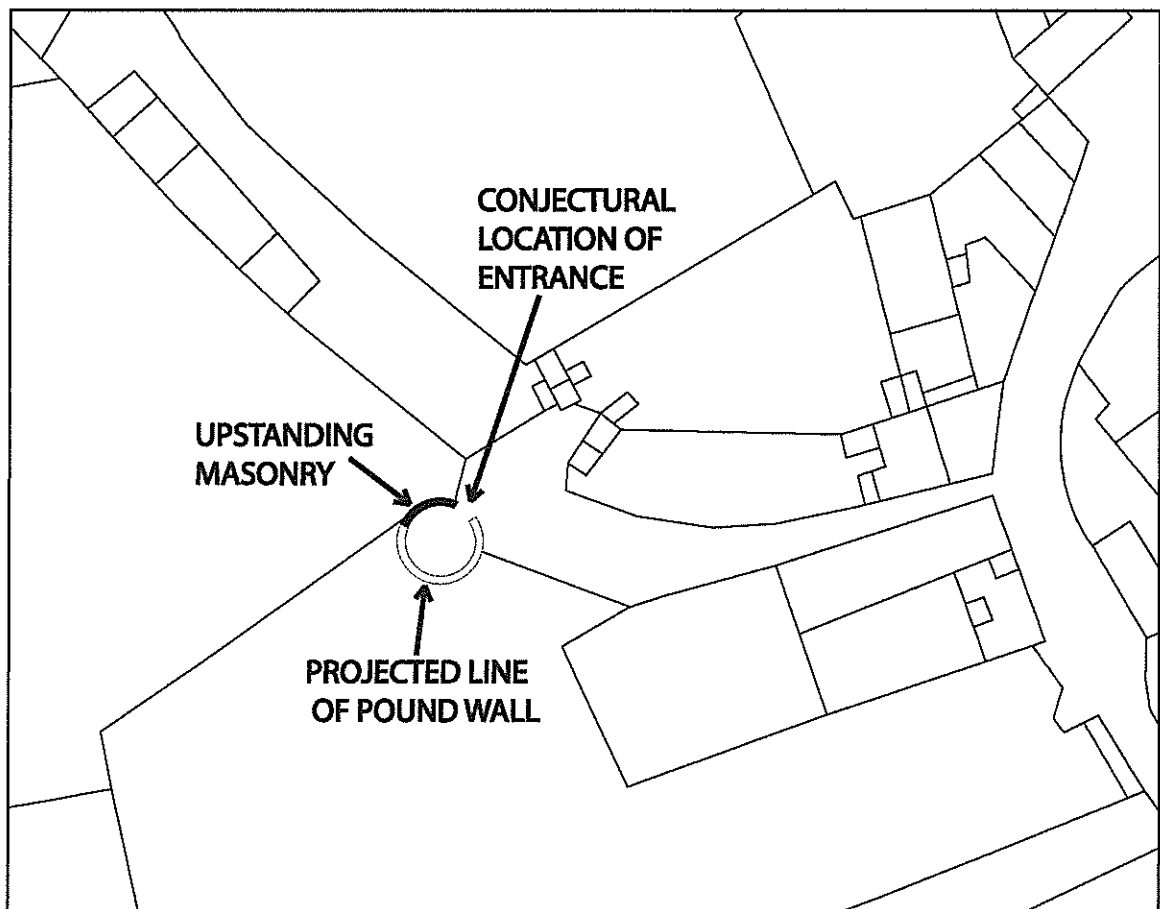 CONJECTURAL
LOCATION OF
ENTRANCE
UPSTANDING
MASONRY
PROJECTED LINE
OF POUND WALL